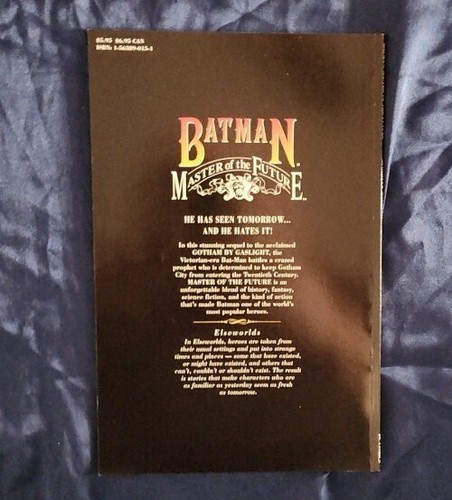 $5.95 $6.95 CAN
ISBN: 1-56389-015-1
BATMAN
MASTER of the FUTURE
HE HAS SEEN TOMORROW...
AND HE HATES IT!
In this stunning sequel to the acclaimed
GOTHAM BY GASLIGHT, the
Victorian-era Bat-Man battles a crazed
prophet who is determined to keep Gotham
City from entering the Twentieth Century.
MASTER OF THE FUTURE is an
unforgettable blend of history, fantasy,
science fiction, and the kind of action
that's made Batman one of the world's
most popular heroes.
Elseworlds
In Elseworlds, heroes are taken from
their usual settings and put into strange
times and places — some that have existed,
or might have existed, and others that
can't, couldn't or shouldn't exist. The result
is stories that make characters who are
as familiar as yesterday seem as fresh
as tomorrow.